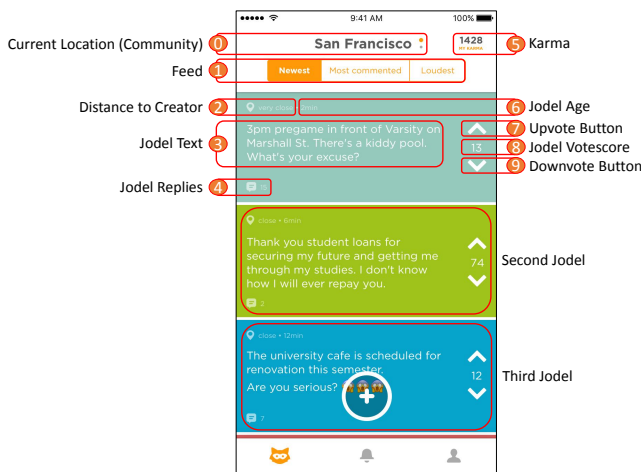 9:41 AM
100%
Current Location (Community) 0
San Francisco
1428
MY KARMA
5 Karma
Feed 1
Newest
Most commented
Loudest
Distance to Creator 2
very close • 2min
6 Jodel Age
Jodel Text 3
3pm pregame in front of Varsity on
Marshall St. There's a kiddy pool.
What's your excuse?
7 Upvote Button
13
8 Jodel Votescore
9 Downvote Button
Jodel Replies 4
15
close • 6min
Thank you student loans for
securing my future and getting me
through my studies. I don't know
how I will ever repay you.
74
2
Second Jodel
close • 12min
The university cafe is scheduled for
renovation this semester.
Are you serious? 😱😱😱
12
7
Third Jodel